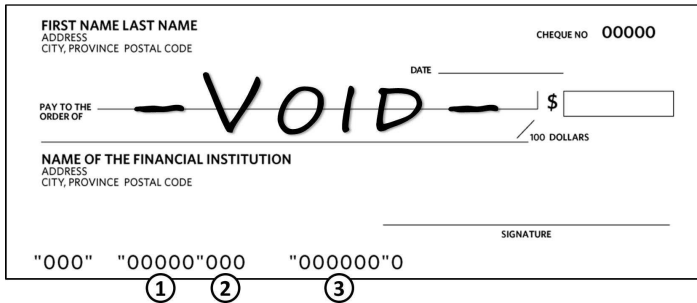 FIRST NAME LAST NAME
ADDRESS
CITY, PROVINCE POSTAL CODE
CHEQUE NO 00000
DATE
PAY TO THE
ORDER OF
- VOID -
$
/100 DOLLARS
NAME OF THE FINANCIAL INSTITUTION
ADDRESS
CITY, PROVINCE POSTAL CODE
SIGNATURE
"000" "00000"000 "000000"0
1 2 3